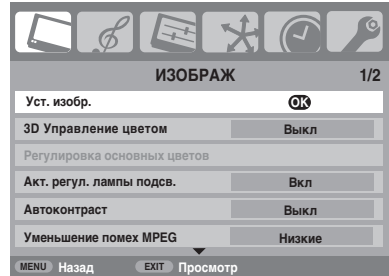 ИЗОБРАЖ 1/2
Уст. изобр. OK
3D Управление цветом Выкл
Регулировка основных цветов
Акт. регул. лампы подсв. Вкл
Автоконтраст Выкл
Уменьшение помех MPEG Низкие
MENU Назад EXIT Просмотр